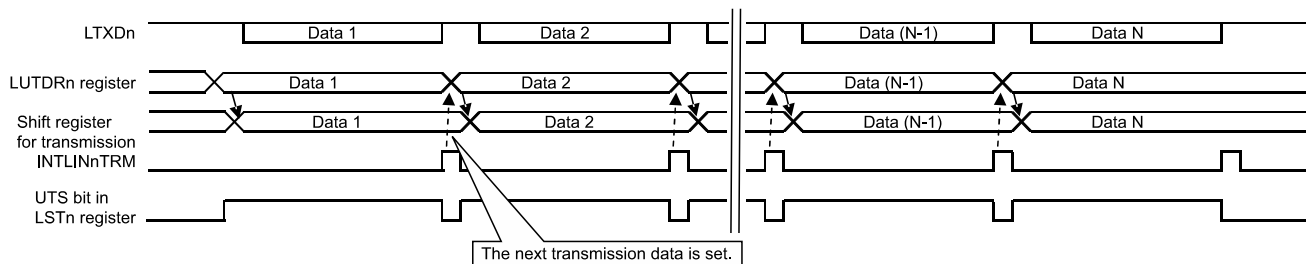 LTXDn
Data 1
Data 2
Data (N-1)
Data N
LUTDRn register
Data 1
Data 2
Data (N-1)
Data N
Shift register
for transmission
Data 1
Data 2
Data (N-1)
Data N
INTLINnTRM
UTS bit in
LSTn register
The next transmission data is set.